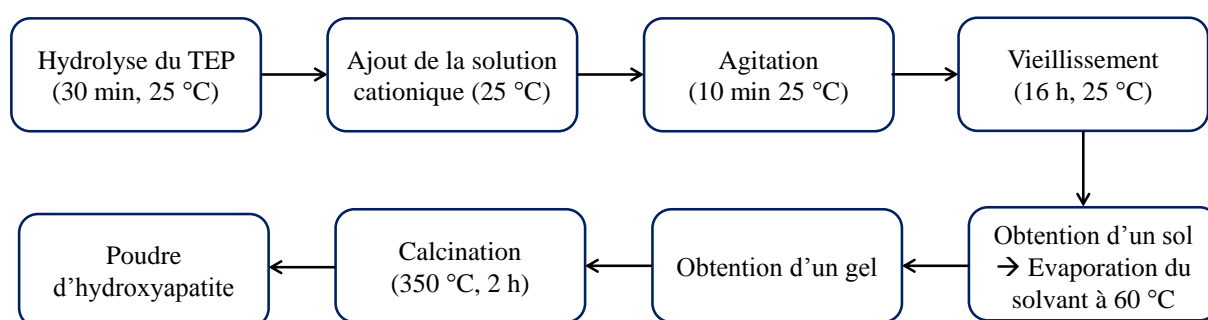 Hydrolyse du TEP
(30 min, 25 °C)
Ajout de la solution
cationique (25 °C)
Agitation
(10 min 25 °C)
Vieillissement
(16 h, 25 °C)
Obtention d'un sol
→ Evaporation du
solvant à 60 °C
Obtention d'un gel
Calcination
(350 °C, 2 h)
Poudre
d'hydroxyapatite